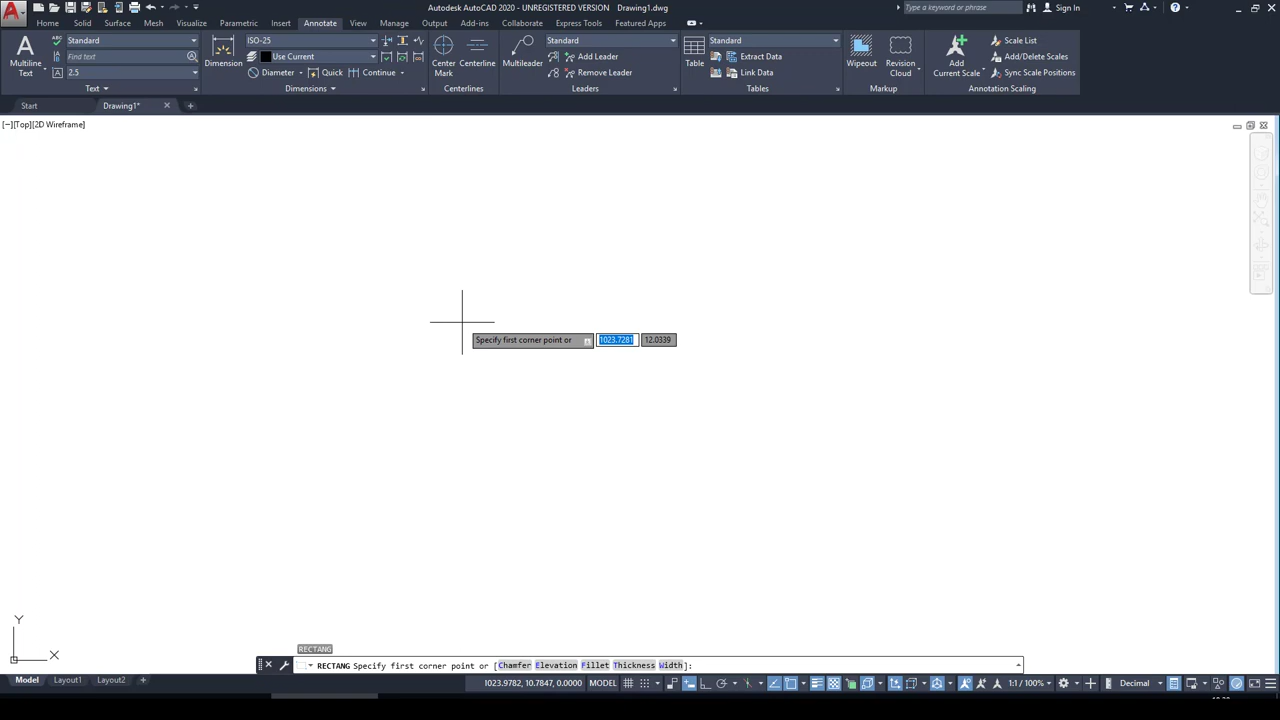 Autodesk AutoCAD 2020 - UNREGISTERED VERSION Drawing1.dwg
Type a keyword or phrase
Sign In
Home Solid Surface Mesh Visualize Parametric Insert Annotate View Manage Output Add-ins Collaborate Express Tools Featured Apps
Standard
Find text
2.5
Multiline
Text
Text
ISO-25
Use Current
Dimension
Diameter
Quick
Continue
Dimensions
Center
Mark
Centerline
Centerlines
Multileader
Standard
Add Leader
Remove Leader
Leaders
Table
Standard
Extract Data
Link Data
Tables
Wipeout
Revision
Cloud
Markup
Add
Current Scale
Scale List
Add/Delete Scales
Sync Scale Positions
Annotation Scaling
Start
Drawing1*
[−][Top][2D Wireframe]
Specify first corner point or 1023.7281 12.0339
Y
X
RECTANG
RECTANG Specify first corner point or [Chamfer Elevation Fillet Thickness Width]:
Model Layout1 Layout2
1023.9782, 10.7847, 0.0000 MODEL
1:1 / 100%
Decimal